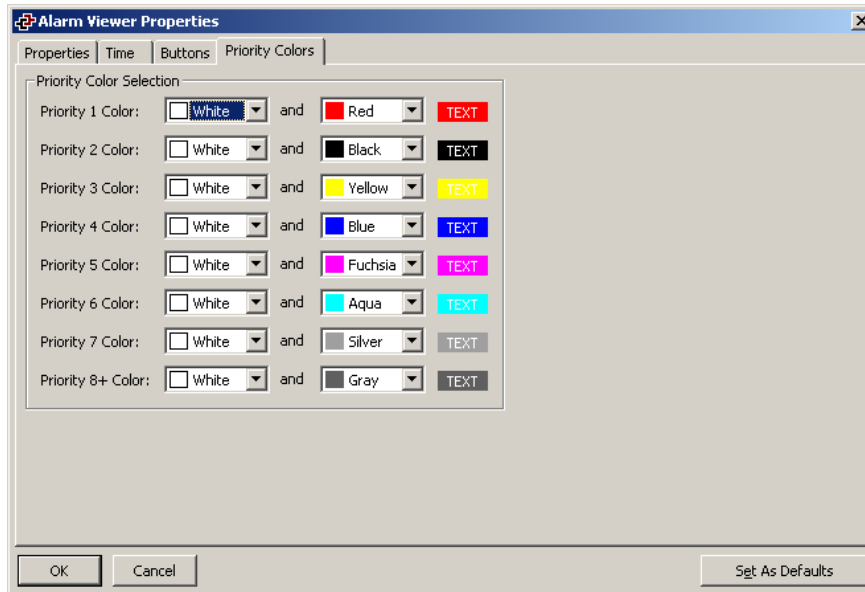 Alarm Viewer Properties
Properties Time Buttons Priority Colors
Priority Color Selection
Priority 1 Color: White and Red TEXT
Priority 2 Color: White and Black TEXT
Priority 3 Color: White and Yellow TEXT
Priority 4 Color: White and Blue TEXT
Priority 5 Color: White and Fuchsia TEXT
Priority 6 Color: White and Aqua TEXT
Priority 7 Color: White and Silver TEXT
Priority 8+ Color: White and Gray TEXT
OK Cancel Set As Defaults